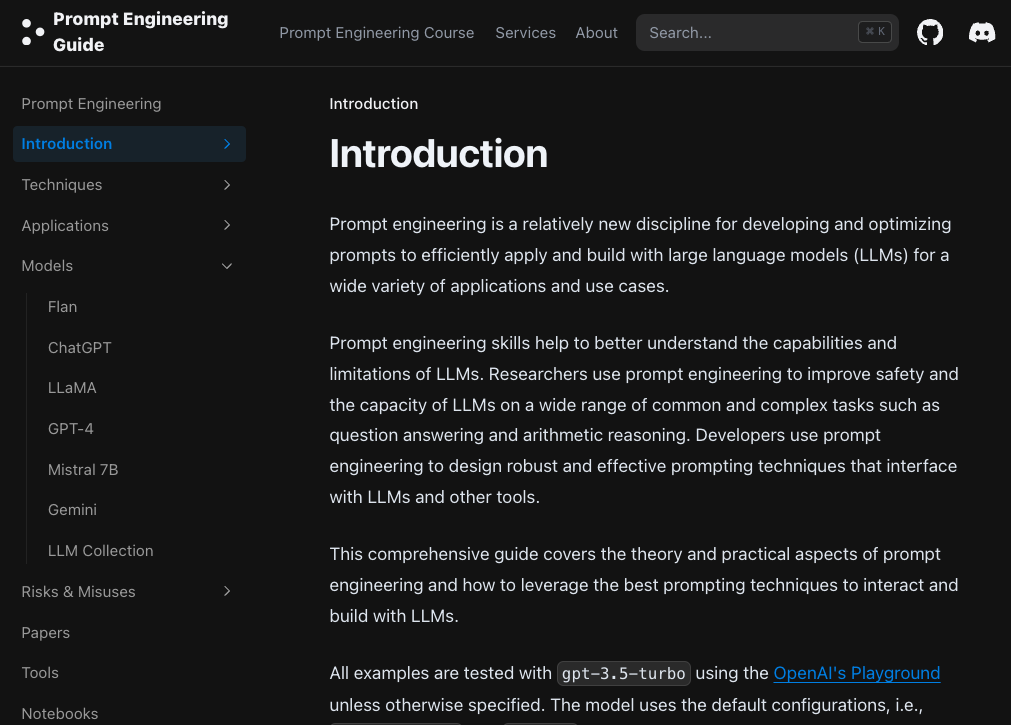 Prompt Engineering
Guide
Prompt Engineering Course
Services
About
Search...
⌘ K
Prompt Engineering
Introduction
Techniques
Applications
Models
Flan
ChatGPT
LLaMA
GPT-4
Mistral 7B
Gemini
LLM Collection
Risks & Misuses
Papers
Tools
Notebooks
Introduction
Introduction
Prompt engineering is a relatively new discipline for developing and optimizing
prompts to efficiently apply and build with large language models (LLMs) for a
wide variety of applications and use cases.
Prompt engineering skills help to better understand the capabilities and
limitations of LLMs. Researchers use prompt engineering to improve safety and
the capacity of LLMs on a wide range of common and complex tasks such as
question answering and arithmetic reasoning. Developers use prompt
engineering to design robust and effective prompting techniques that interface
with LLMs and other tools.
This comprehensive guide covers the theory and practical aspects of prompt
engineering and how to leverage the best prompting techniques to interact and
build with LLMs.
All examples are tested with gpt-3.5-turbo using the OpenAI's Playground
unless otherwise specified. The model uses the default configurations, i.e.,